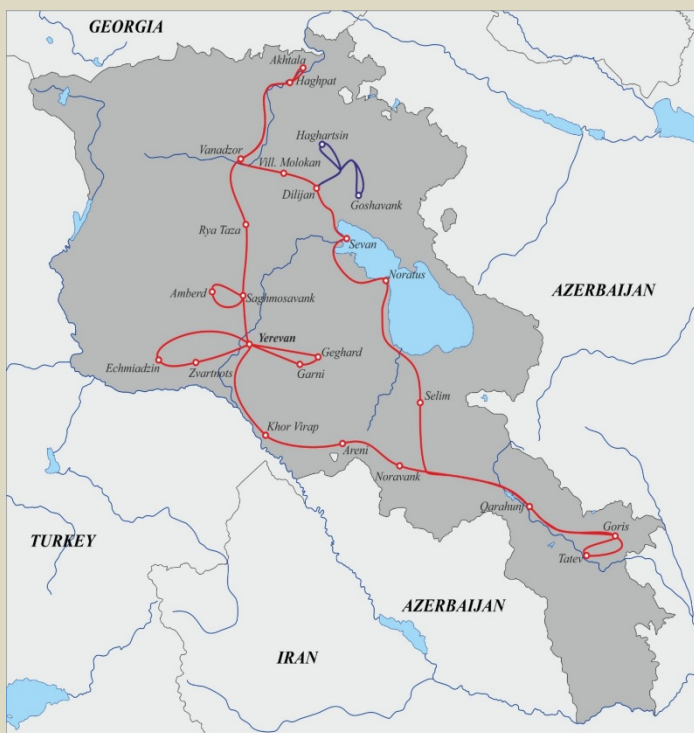 GEORGIA
Akhtala
Haghpat
Haghartsin
Vanadzor
Vill. Molokan
Dilijan
Goshavank
Rya Taza
Sevan
Noratus
Amberd
Saghmosavank
AZERBAIJAN
Yerevan
Geghard
Echmiadzin
Zvartnots
Garni
Selim
Khor Virap
Areni
Noravank
Qarahunj
Goris
TURKEY
Tatev
AZERBAIJAN
IRAN